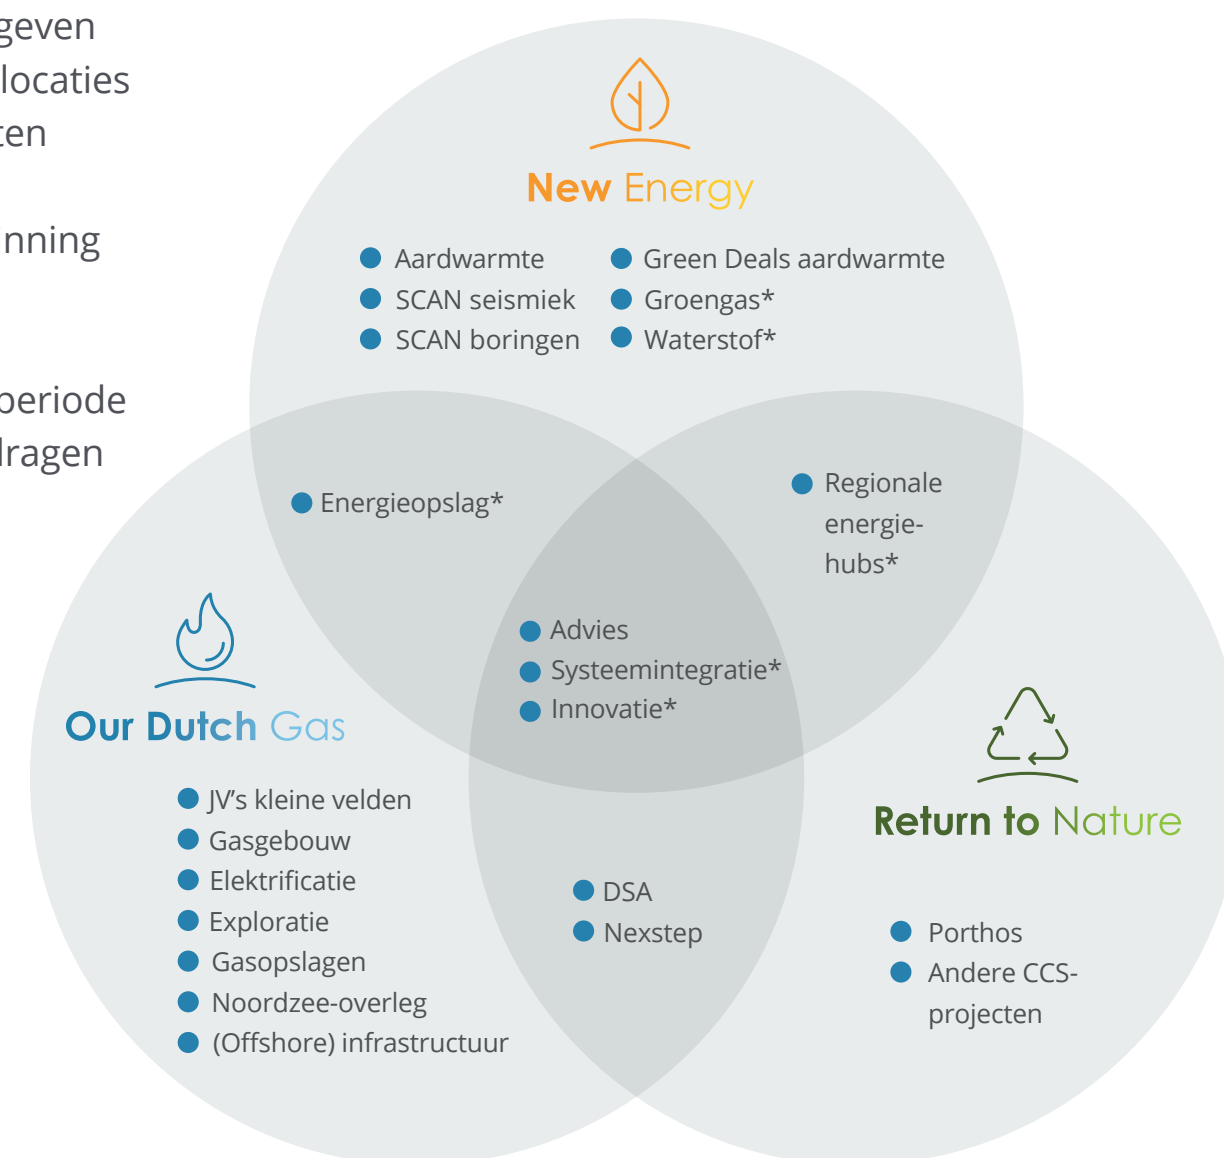 geven
locaties
ten
nning
periode
dragen
New Energy
Aardwarmte
SCAN seismiek
SCAN boringen
Green Deals aardwarmte
Groengas*
Waterstof*
Energieopslag*
Regionale
energie-
hubs*
Advies
Systeemintegratie*
Innovatie*
Our Dutch Gas
JV's kleine velden
Gasgebouw
Elektrificatie
Exploratie
Gasopslagen
Noordzee-overleg
(Offshore) infrastructuur
DSA
Nexstep
Return to Nature
Porthos
Andere CCS-
projecten